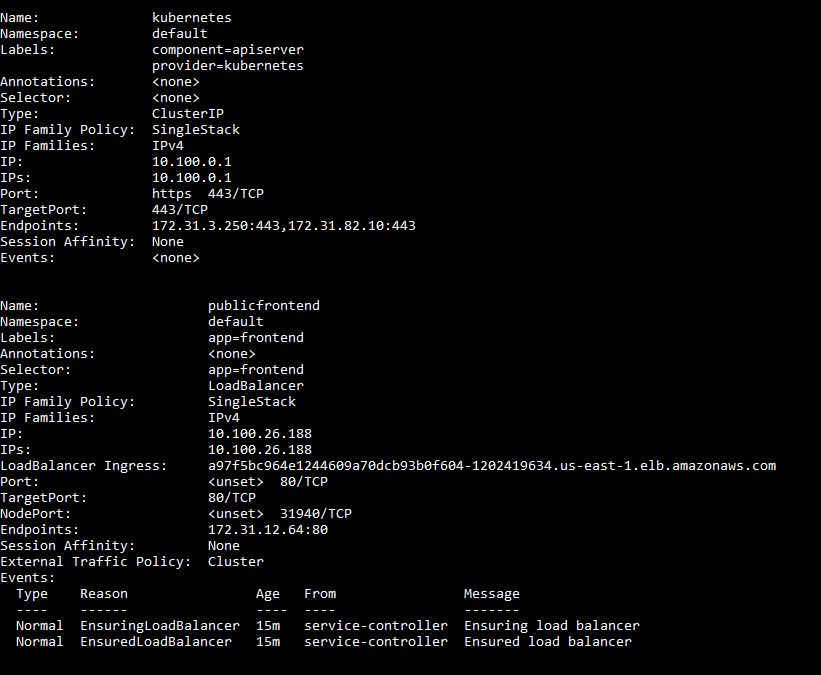 Name:              kubernetes
Namespace:         default
Labels:            component=apiserver
                   provider=kubernetes
Annotations:       <none>
Selector:          <none>
Type:              ClusterIP
IP Family Policy:  SingleStack
IP Families:       IPv4
IP:                10.100.0.1
IPs:               10.100.0.1
Port:              https  443/TCP
TargetPort:        443/TCP
Endpoints:         172.31.3.250:443,172.31.82.10:443
Session Affinity:  None
Events:            <none>

Name:                     publicfrontend
Namespace:                default
Labels:                   app=frontend
Annotations:              <none>
Selector:                 app=frontend
Type:                     LoadBalancer
IP Family Policy:         SingleStack
IP Families:              IPv4
IP:                       10.100.26.188
IPs:                      10.100.26.188
LoadBalancer Ingress:     a97f5bc964e1244609a70dcb93b0f604-1202419634.us-east-1.elb.amazonaws.com
Port:                     <unset>  80/TCP
TargetPort:               80/TCP
NodePort:                 <unset>  31940/TCP
Endpoints:                172.31.12.64:80
Session Affinity:         None
External Traffic Policy:  Cluster
Events:
  Type    Reason                Age   From                Message
  ----    ------                ----  ----                -------
  Normal  EnsuringLoadBalancer  15m   service-controller  Ensuring load balancer
  Normal  EnsuredLoadBalancer   15m   service-controller  Ensured load balancer